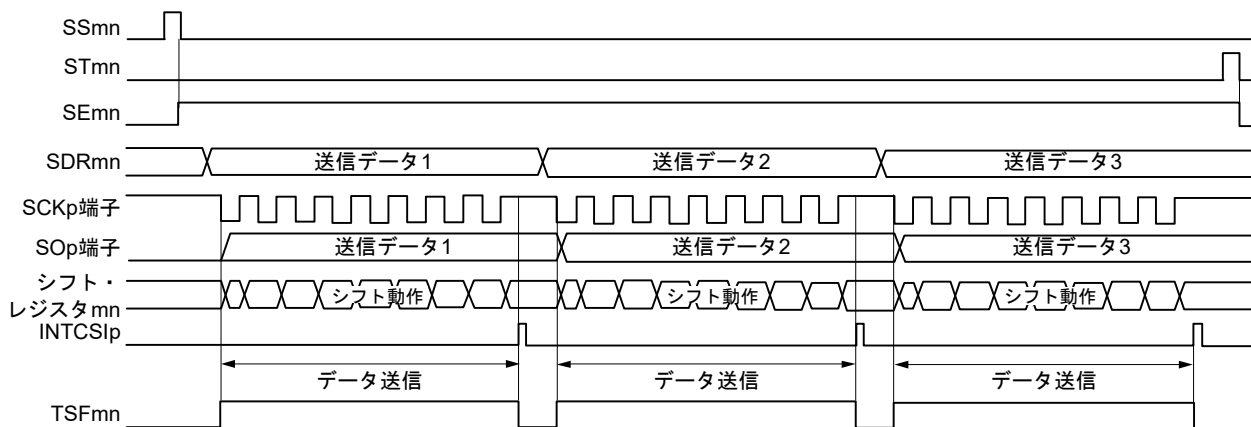 SSmn
STmn
SEmn
SDRmn 送信データ1 送信データ2 送信データ3
SCKp端子
SOp端子 送信データ1 送信データ2 送信データ3
シフト・
レジスタmn シフト動作 シフト動作 シフト動作
INTCSIp
データ送信 データ送信 データ送信
TSFmn